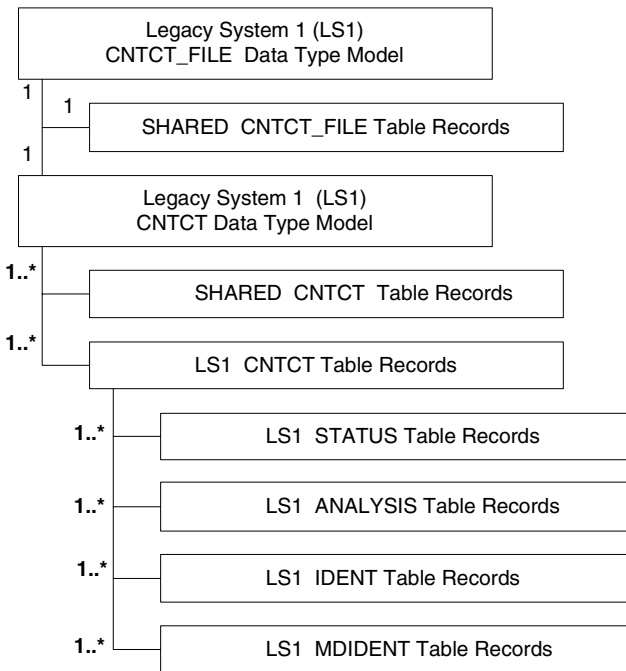 Legacy System 1 (LS1)
CNTCT_FILE Data Type Model
1
1
SHARED CNTCT_FILE Table Records
1
Legacy System 1 (LS1)
CNTCT Data Type Model
1..*
SHARED CNTCT Table Records
1..*
LS1 CNTCT Table Records
1..*
LS1 STATUS Table Records
1..*
LS1 ANALYSIS Table Records
1..*
LS1 IDENT Table Records
1..*
LS1 MDIDENT Table Records